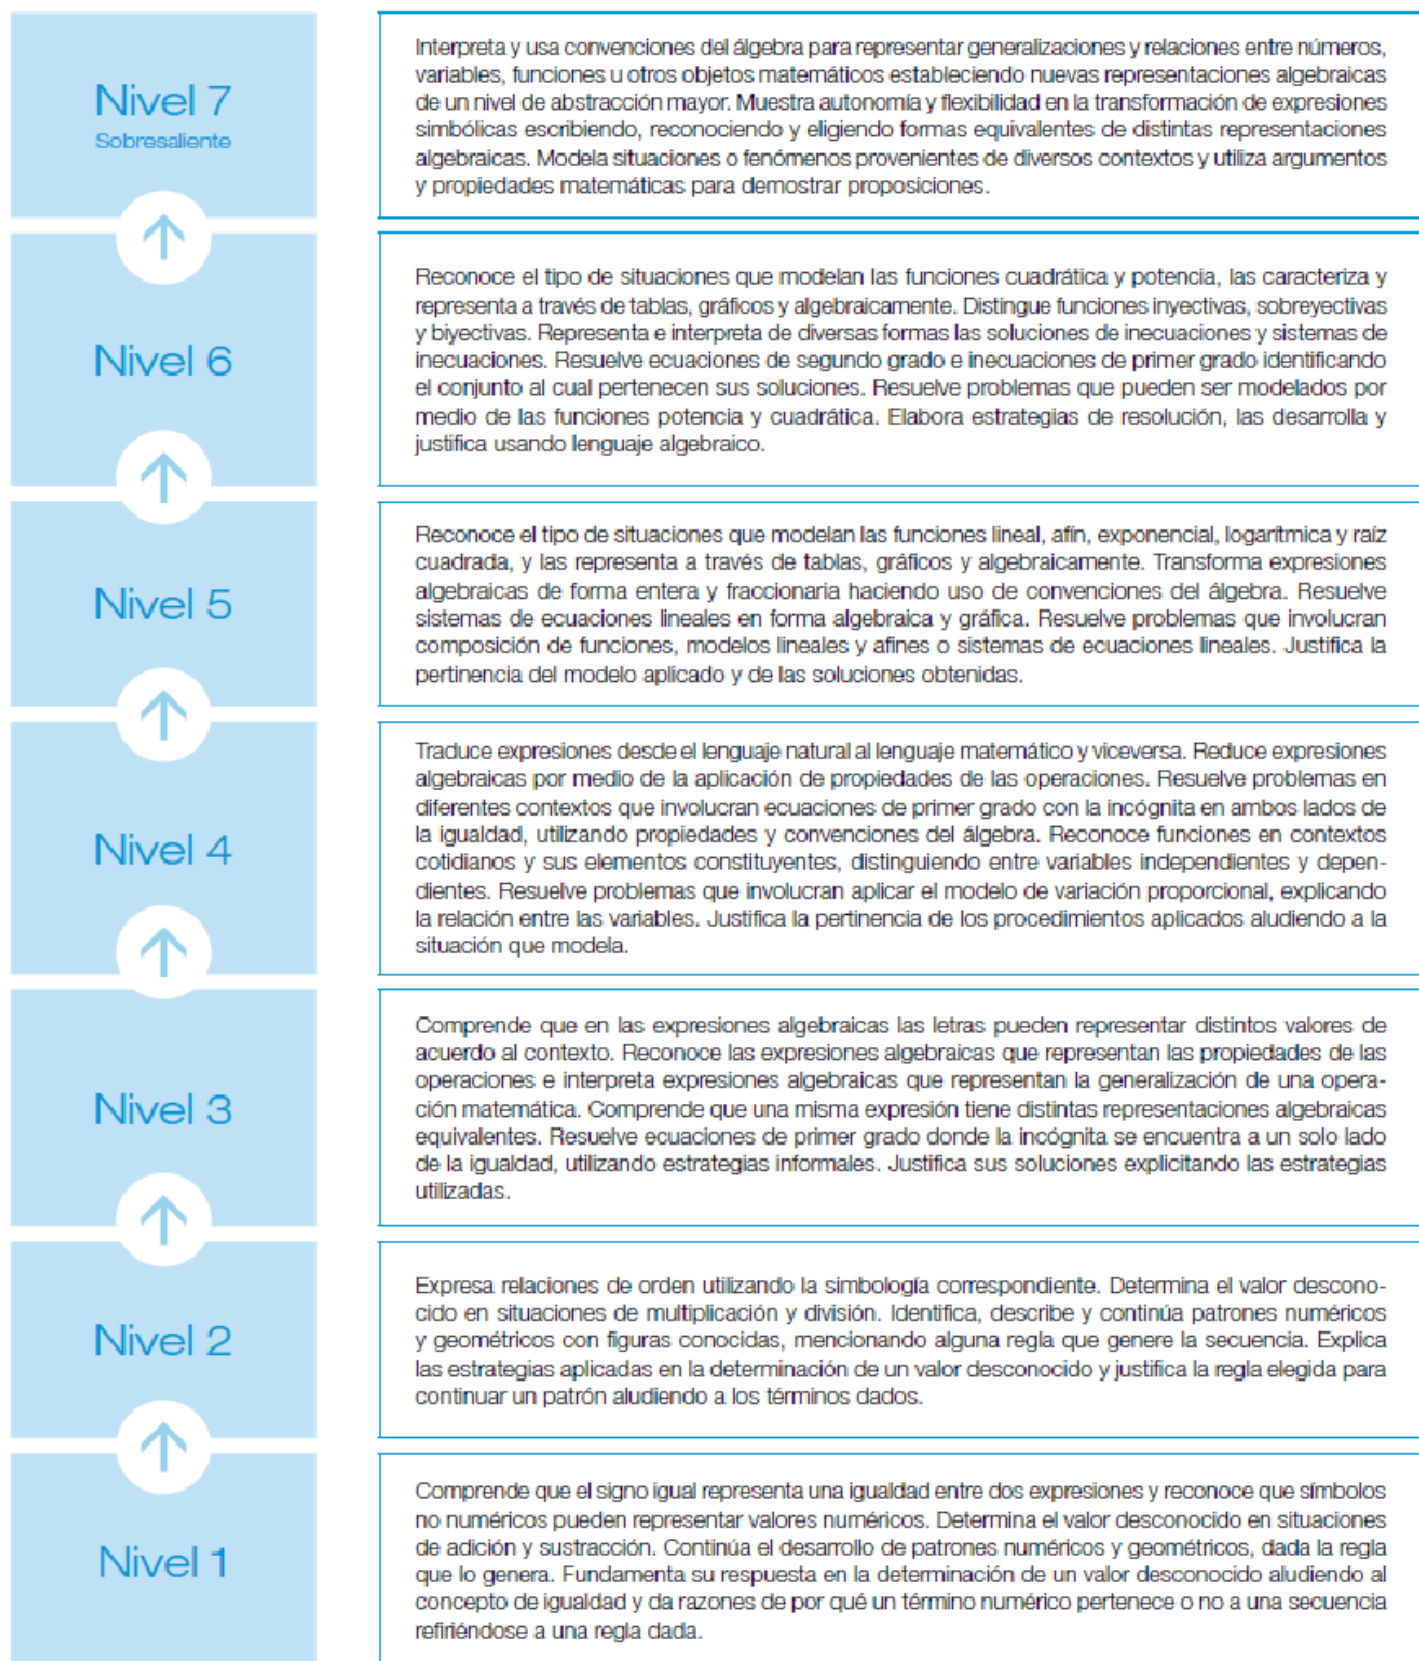 Nivel 7
Sobresaliente
Interpreta y usa convenciones del álgebra para representar generalizaciones y relaciones entre números,
variables, funciones u otros objetos matemáticos estableciendo nuevas representaciones algebraicas
de un nivel de abstracción mayor. Muestra autonomía y flexibilidad en la transformación de expresiones
simbólicas escribiendo, reconociendo y eligiendo formas equivalentes de distintas representaciones
algebraicas. Modela situaciones o fenómenos provenientes de diversos contextos y utiliza argumentos
y propiedades matemáticas para demostrar proposiciones.
Nivel 6
Reconoce el tipo de situaciones que modelan las funciones cuadrática y potencia, las caracteriza y
representa a través de tablas, gráficos y algebraicamente. Distingue funciones inyectivas, sobreyectivas
y biyectivas. Representa e interpreta de diversas formas las soluciones de inecuaciones y sistemas de
inecuaciones. Resuelve ecuaciones de segundo grado e inecuaciones de primer grado identificando
el conjunto al cual pertenecen sus soluciones. Resuelve problemas que pueden ser modelados por
medio de las funciones potencia y cuadrática. Elabora estrategias de resolución, las desarrolla y
justifica usando lenguaje algebraico.
Nivel 5
Reconoce el tipo de situaciones que modelan las funciones lineal, afín, exponencial, logarítmica y raíz
cuadrada, y las representa a través de tablas, gráficos y algebraicamente. Transforma expresiones
algebraicas de forma entera y fraccionaria haciendo uso de convenciones del álgebra. Resuelve
sistemas de ecuaciones lineales en forma algebraica y gráfica. Resuelve problemas que involucran
composición de funciones, modelos lineales y afines o sistemas de ecuaciones lineales. Justifica la
pertinencia del modelo aplicado y de las soluciones obtenidas.
Nivel 4
Traduce expresiones desde el lenguaje natural al lenguaje matemático y viceversa. Reduce expresiones
algebraicas por medio de la aplicación de propiedades de las operaciones. Resuelve problemas en
diferentes contextos que involucran ecuaciones de primer grado con la incógnita en ambos lados de
la igualdad, utilizando propiedades y convenciones del álgebra. Reconoce funciones en contextos
cotidianos y sus elementos constituyentes, distinguiendo entre variables independientes y depen-
dientes. Resuelve problemas que involucran aplicar el modelo de variación proporcional, explicando
la relación entre las variables. Justifica la pertinencia de los procedimientos aplicados aludiendo a la
situación que modela.
Nivel 3
Comprende que en las expresiones algebraicas las letras pueden representar distintos valores de
acuerdo al contexto. Reconoce las expresiones algebraicas que representan las propiedades de las
operaciones e interpreta expresiones algebraicas que representan la generalización de una opera-
ción matemática. Comprende que una misma expresión tiene distintas representaciones algebraicas
equivalentes. Resuelve ecuaciones de primer grado donde la incógnita se encuentra a un solo lado
de la igualdad, utilizando estrategias informales. Justifica sus soluciones explicitando las estrategias
utilizadas.
Nivel 2
Expresa relaciones de orden utilizando la simbología correspondiente. Determina el valor descono-
cido en situaciones de multiplicación y división. Identifica, describe y continúa patrones numéricos
y geométricos con figuras conocidas, mencionando alguna regla que genere la secuencia. Explica
las estrategias aplicadas en la determinación de un valor desconocido y justifica la regla elegida para
continuar un patrón aludiendo a los términos dados.
Nivel 1
Comprende que el signo igual representa una igualdad entre dos expresiones y reconoce que símbolos
no numéricos pueden representar valores numéricos. Determina el valor desconocido en situaciones
de adición y sustracción. Continúa el desarrollo de patrones numéricos y geométricos, dada la regla
que lo genera. Fundamenta su respuesta en la determinación de un valor desconocido aludiendo al
concepto de igualdad y da razones de por qué un término numérico pertenece o no a una secuencia
refiriéndose a una regla dada.